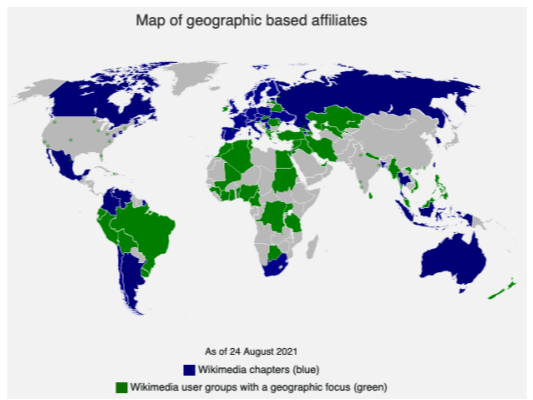 Map of geographic based affiliates
As of 24 August 2021
Wikimedia chapters (blue)
Wikimedia user groups with a geographic focus (green)